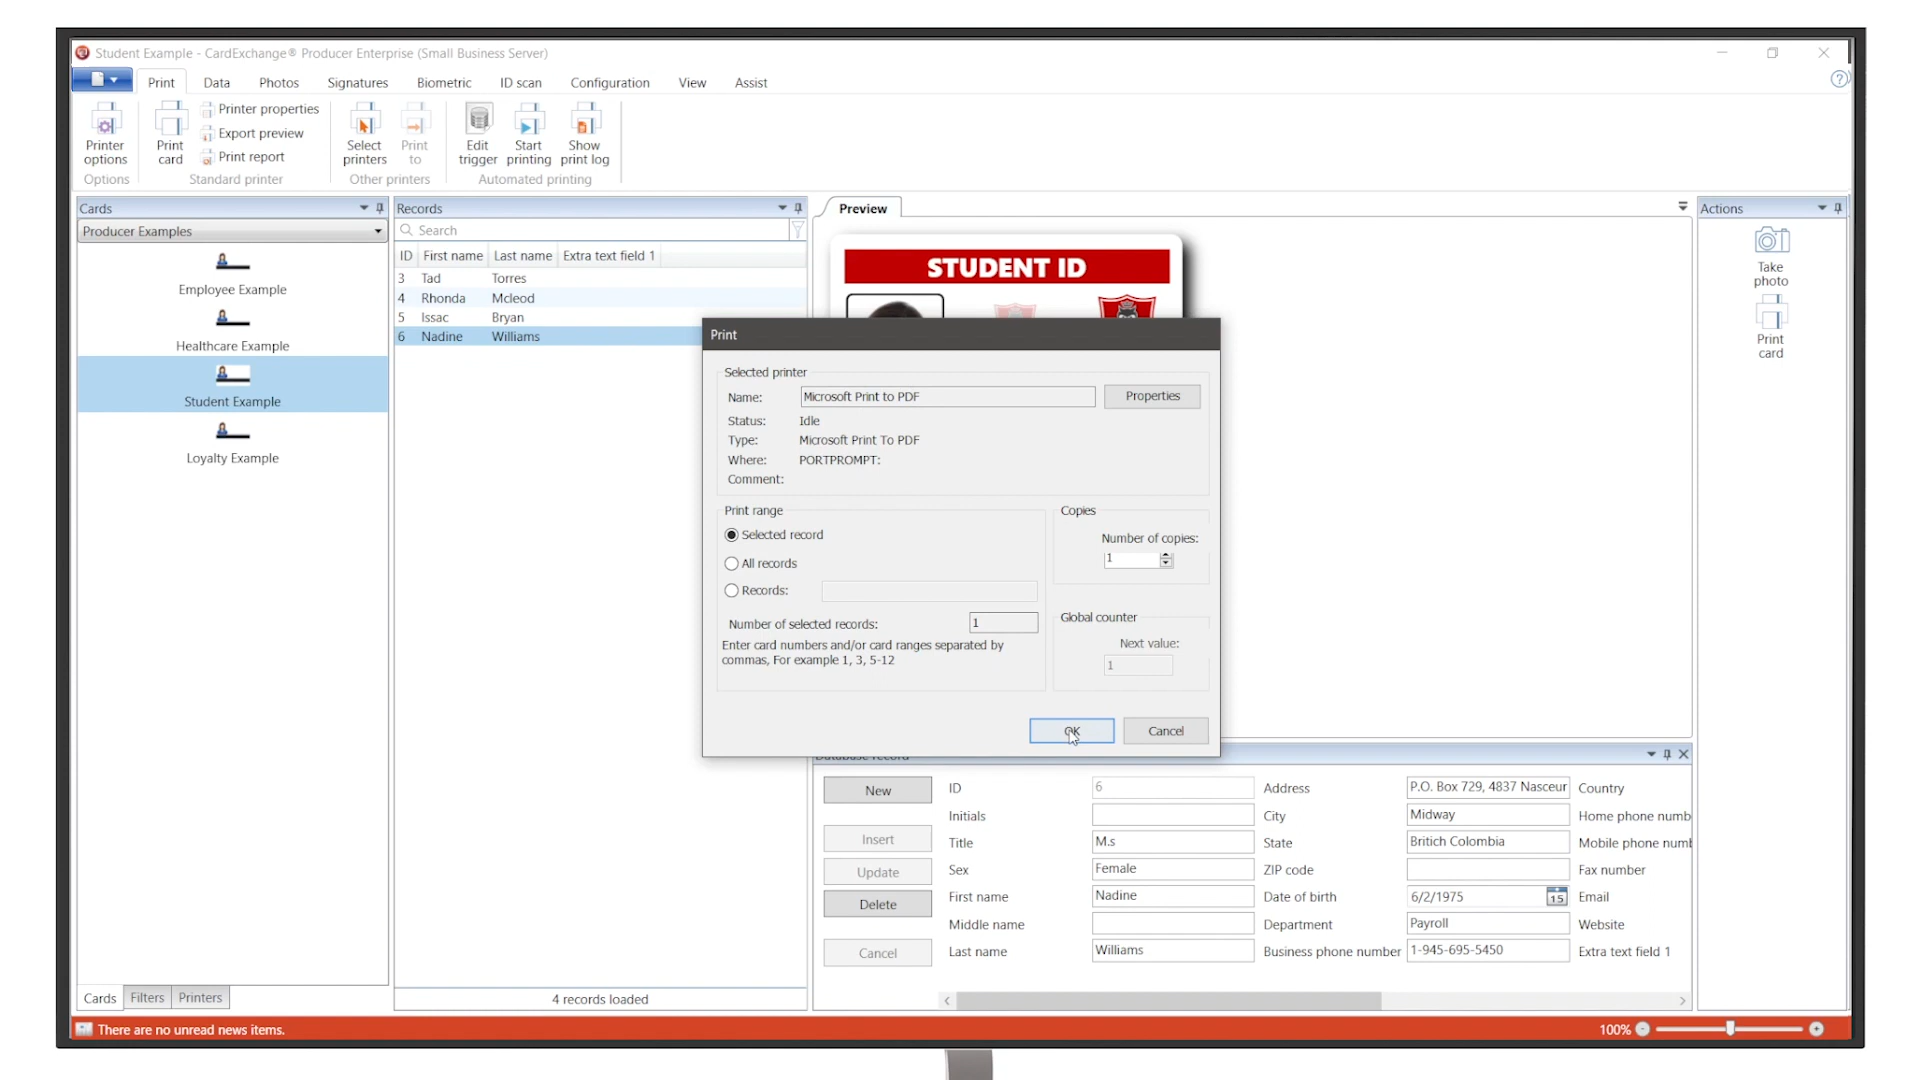 Student Example - CardExchange® Producer Enterprise (Small Business Server)
Print Data Photos Signatures Biometric ID scan Configuration View Assist
Printer options
Print card
Printer properties
Export preview
Print report
Select printers
Print to
Edit trigger
Start printing
Show print log
Options Standard printer Other printers Automated printing
Cards
Producer Examples
Employee Example
Healthcare Example
Student Example
Loyalty Example
Cards Filters Printers
Records
Search
ID First name Last name Extra text field 1
3 Tad Torres
4 Rhonda Mcleod
5 Issac Bryan
6 Nadine Williams
4 records loaded
Preview
STUDENT ID
Actions
Take photo
Print card
Print
Selected printer
Name: Microsoft Print to PDF Properties
Status: Idle
Type: Microsoft Print To PDF
Where: PORTPROMPT:
Comment:
Print range
Selected record
All records
Records:
Number of selected records: 1
Enter card numbers and/or card ranges separated by
commas, For example 1, 3, 5-12
Copies
Number of copies:
1
Global counter
Next value:
1
OK Cancel
Database record
New
Insert
Update
Delete
Cancel
ID 6 Address P.O. Box 729, 4837 Nasceur Country
Initials City Midway Home phone numb
Title M.s State Britich Colombia Mobile phone num
Sex Female ZIP code Fax number
First name Nadine Date of birth 6/2/1975 15 Email
Middle name Department Payroll Website
Last name Williams Business phone number 1-945-695-5450 Extra text field 1
There are no unread news items.
100%